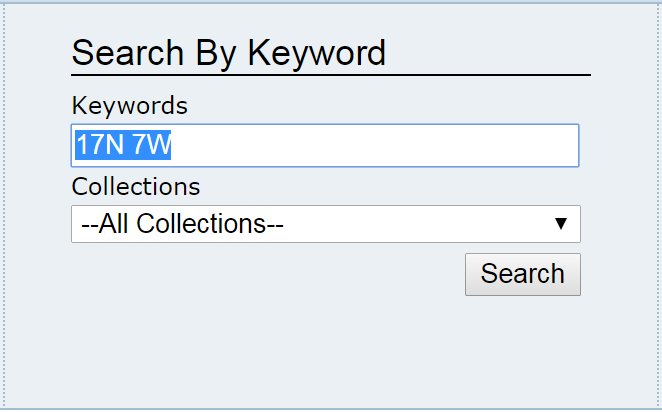 Search By Keyword
Keywords
17N 7W
Collections
--All Collections--
Search